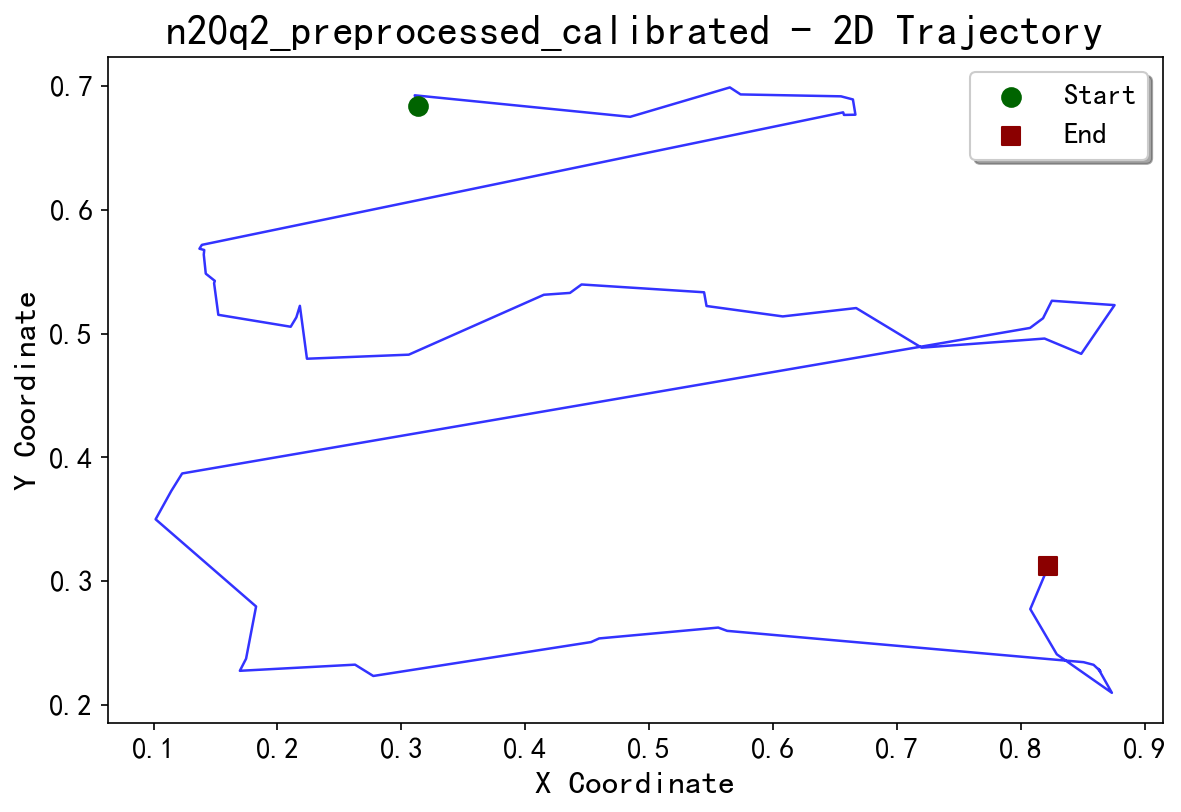 n20q2_preprocessed_calibrated - 2D Trajectory
Start
End
Y Coordinate
0.7
0.6
0.5
0.4
0.3
0.2
0.1 0.2 0.3 0.4 0.5 0.6 0.7 0.8 0.9
X Coordinate